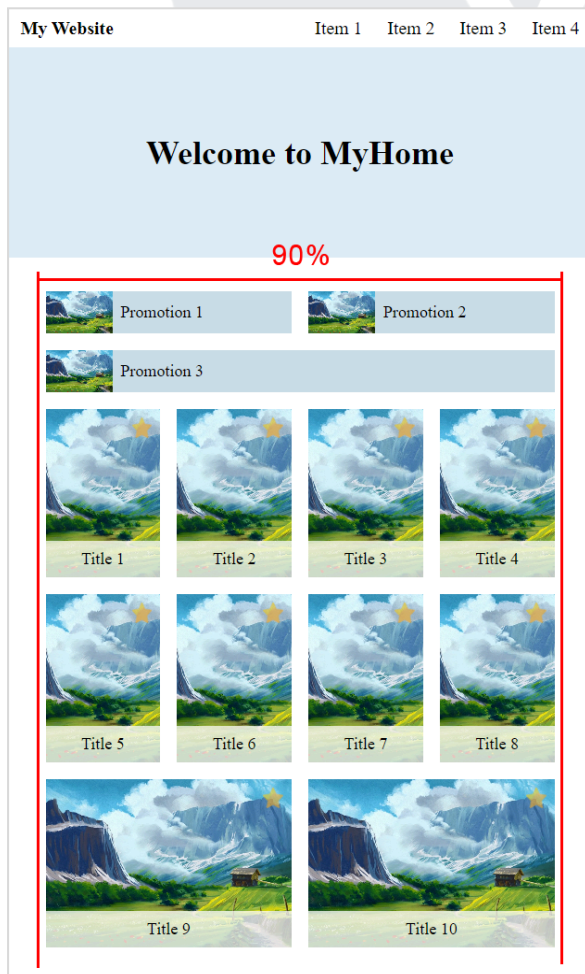 My Website Item 1 Item 2 Item 3 Item 4
Welcome to MyHome
90%
Promotion 1 Promotion 2
Promotion 3
Title 1 Title 2 Title 3 Title 4
Title 5 Title 6 Title 7 Title 8
Title 9 Title 10